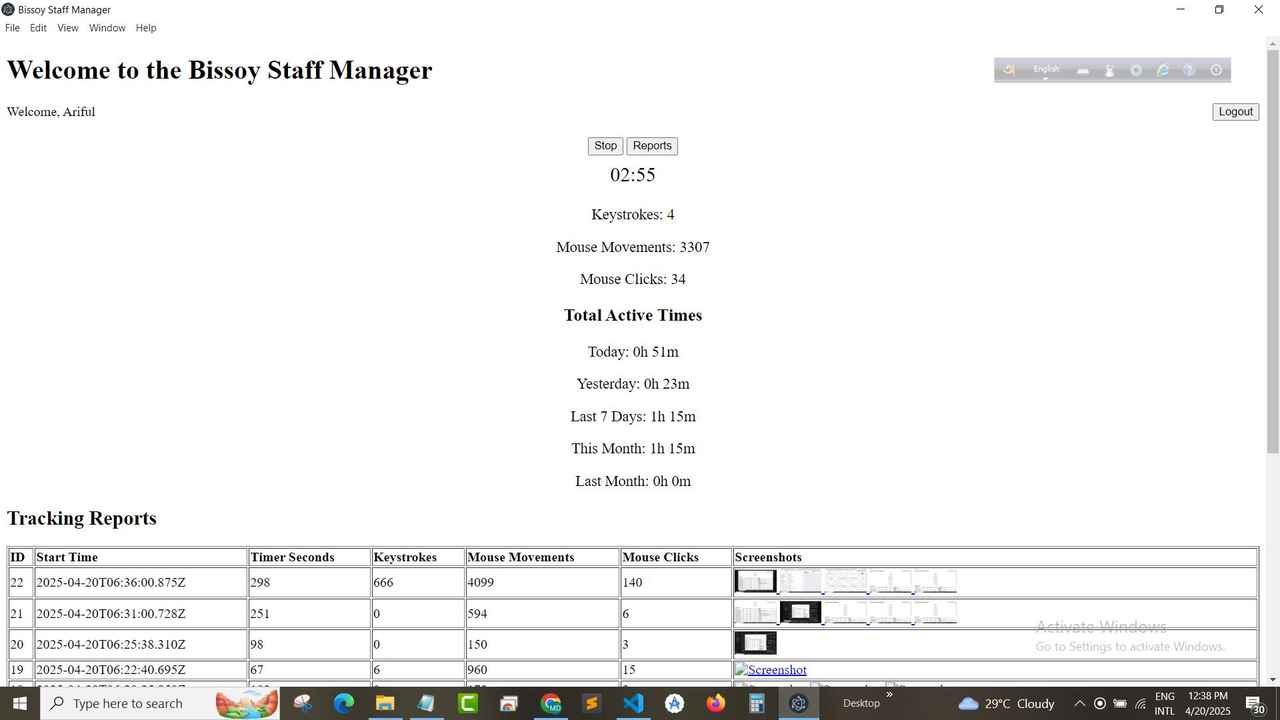 Bissoy Staff Manager
File Edit View Window Help
Welcome to the Bissoy Staff Manager
English
Welcome, Ariful
Logout
Stop Reports
02:55
Keystrokes: 4
Mouse Movements: 3307
Mouse Clicks: 34
Total Active Times
Today: 0h 51m
Yesterday: 0h 23m
Last 7 Days: 1h 15m
This Month: 1h 15m
Last Month: 0h 0m
Tracking Reports
ID Start Time Timer Seconds Keystrokes Mouse Movements Mouse Clicks Screenshots
22 2025-04-20T06:36:00.875Z 298 666 4099 140
21 2025-04-20T06:31:00.728Z 251 0 594 6
20 2025-04-20T06:25:38.310Z 98 0 150 3
19 2025-04-20T06:22:40.695Z 67 6 960 15 Screenshot
Activate Windows
Go to Settings to activate Windows.
Type here to search
Desktop
29°C Cloudy
ENG
INTL
12:38 PM
4/20/2025
30